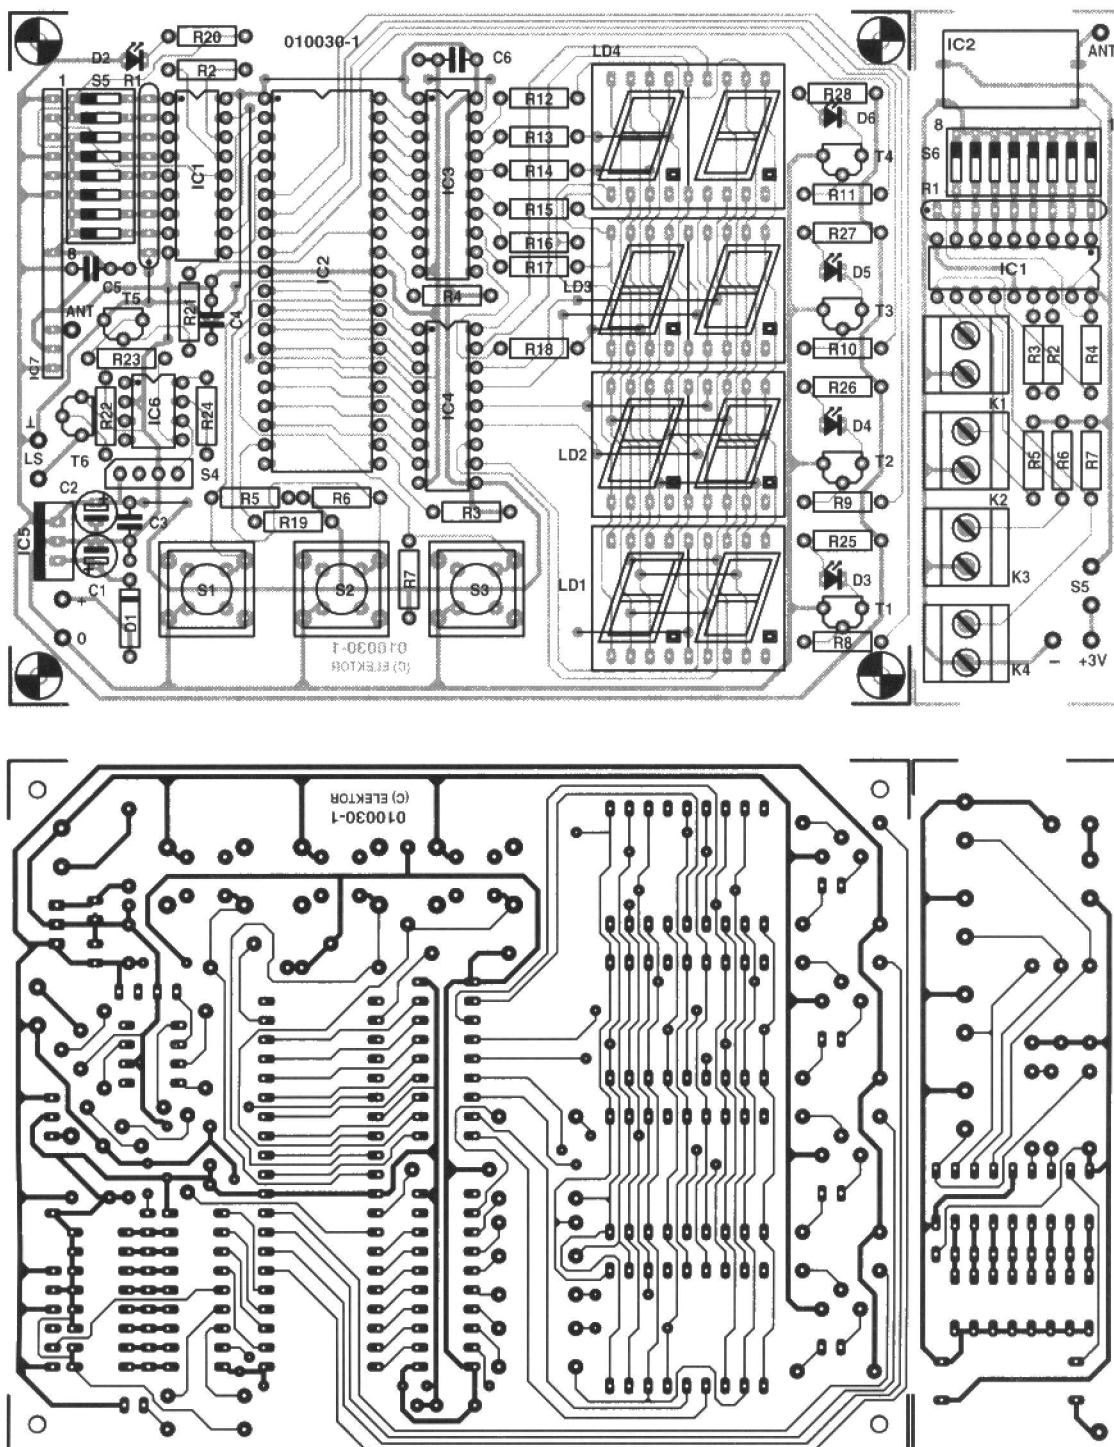 R20
010030-1
D2
C6
LD4
IC2
ANT
R2
1
S5
R1
R12
R28
D6
8
1
R13
S6
T4
IC1
IC3
R14
R11
R1
R15
R27
IC2
R16
IC1
8
C5
R17
D5
T5
R4
LD3
ANT
R21
C4
T3
R3
R2
R4
IC7
R23
R18
R10
R26
K1
IC6
R22
R24
IC4
D4
⊥
LS
T6
S4
LD2
T2
R5
R6
R7
C2
R5
R6
R9
K2
C3
R19
R3
IC5
R25
C1
S1
S2
R7
S3
LD1
D3
K3
S5
+
D1
T1
0
010030-1
(C) ELEKTOR
R8
-
+3V
K4
(C) ELEKTOR
010030-1